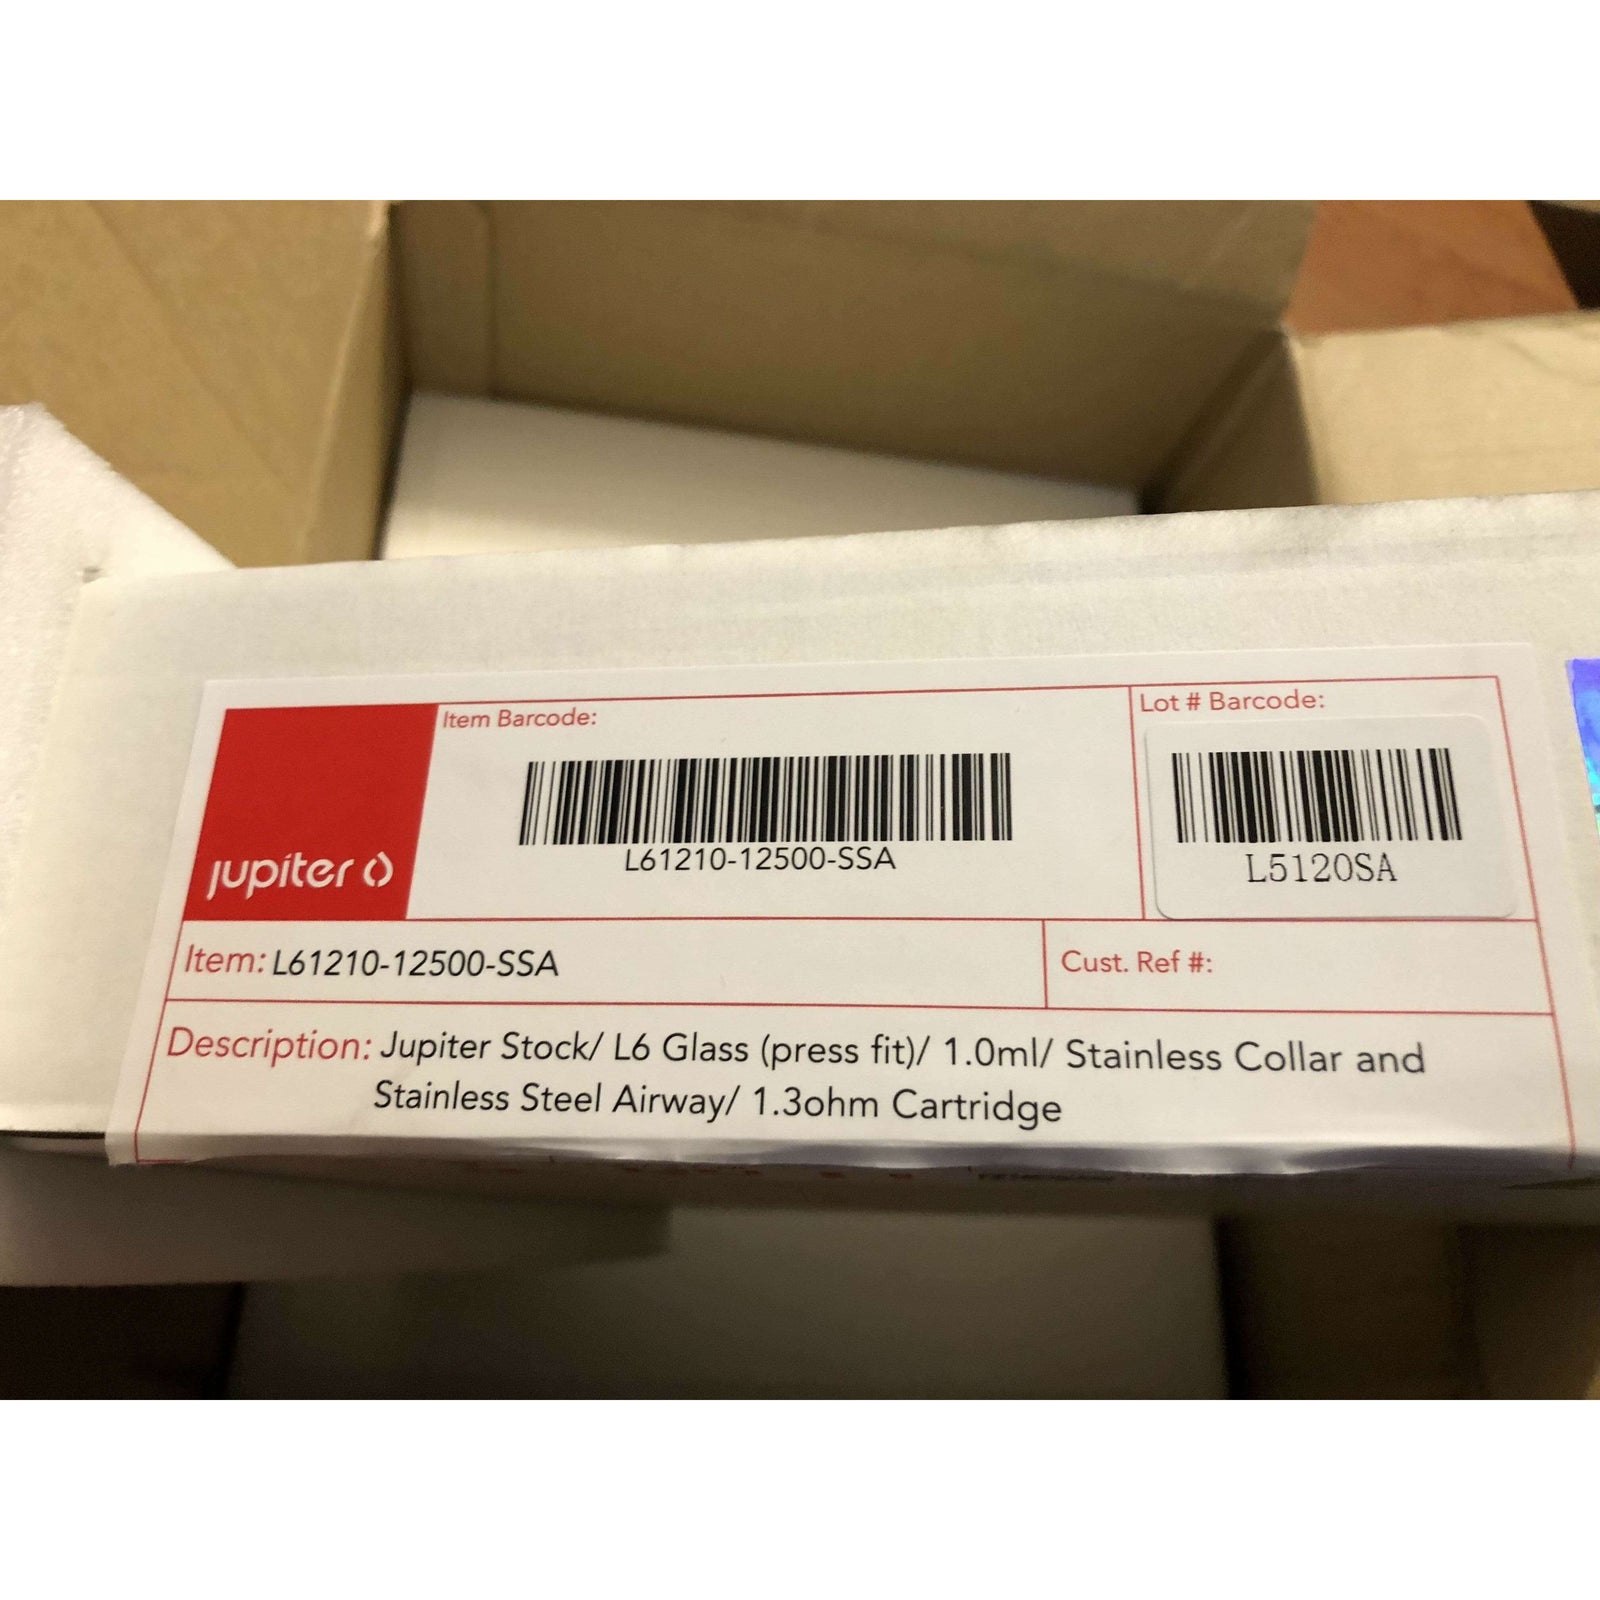 Item Barcode:
Lot # Barcode:
L61210-12500-SSA
L5120SA
jupiter
Item: L61210-12500-SSA
Cust. Ref #:
Description: Jupiter Stock/ L6 Glass (press fit)/ 1.0ml/ Stainless Collar and
Stainless Steel Airway/ 1.3ohm Cartridge